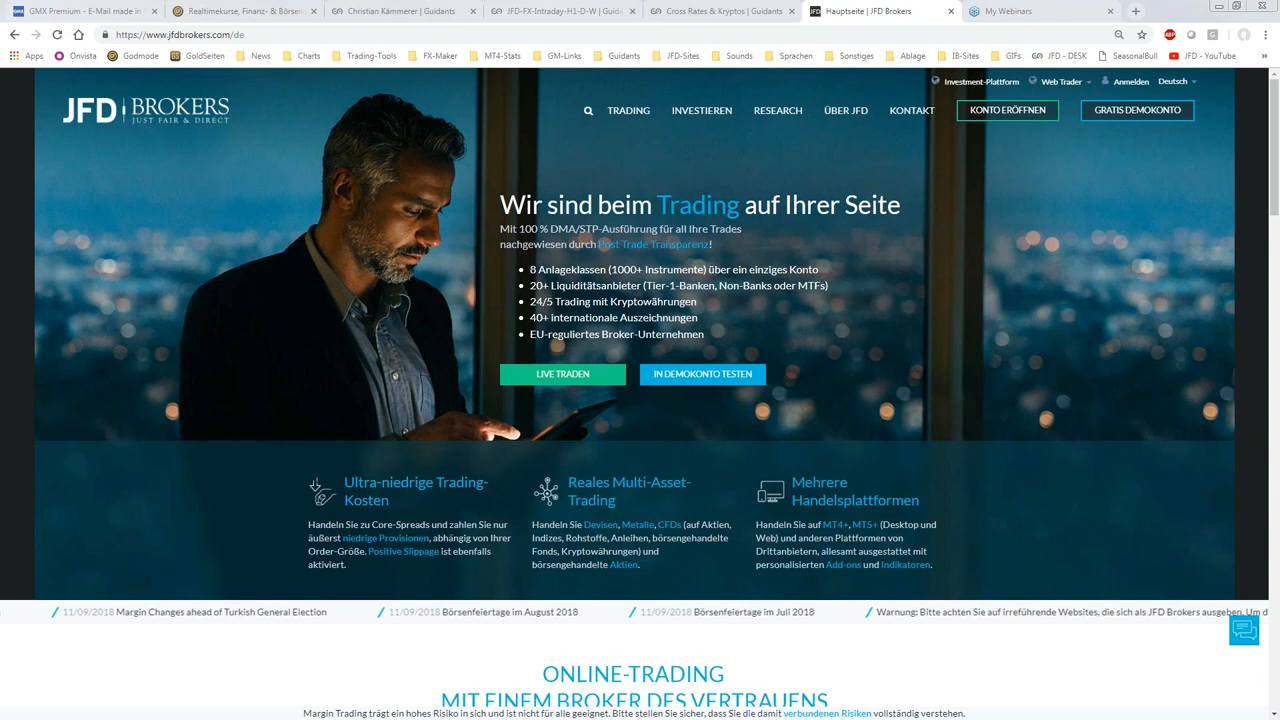 GMX Premium - E-Mail made in
Realtimekurse, Finanz- & Börsen
Christian Kämmerer | Guidants
JFD-FX-Intraday-H1-D-W | Guid
Cross Rates & Kryptos | Guidants
Hauptseite | JFD Brokers
My Webinars
https://www.jfdbrokers.com/de
Apps
Onvista
Godmode
GoldSeiten
News
Charts
Trading-Tools
FX-Maker
MT4-Stats
GM-Links
Guidants
JFD-Sites
Sounds
Sprachen
Sonstiges
Ablage
IB-Sites
GIFs
JFD - DESK
SeasonalBull
JFD - YouTube
Investment-Plattform
Web Trader
Anmelden
Deutsch
JFD BROKERS
JUST FAIR & DIRECT
TRADING
INVESTIEREN
RESEARCH
ÜBER JFD
KONTAKT
KONTO ERÖFFNEN
GRATIS DEMOKONTO
Wir sind beim Trading auf Ihrer Seite
Mit 100 % DMA/STP-Ausführung für all Ihre Trades
nachgewiesen durch Post Trade Transparenz!
• 8 Anlageklassen (1000+ Instrumente) über ein einziges Konto
• 20+ Liquiditätsanbieter (Tier-1-Banken, Non-Banks oder MTFs)
• 24/5 Trading mit Kryptowährungen
• 40+ internationale Auszeichnungen
• EU-reguliertes Broker-Unternehmen
LIVE TRADEN
IN DEMOKONTO TESTEN
Ultra-niedrige Trading-
Kosten
Handeln Sie zu Core-Spreads und zahlen Sie nur
äußerst niedrige Provisionen, abhängig von Ihrer
Order-Größe. Positive Slippage ist ebenfalls
aktiviert.
Reales Multi-Asset-
Trading
Handeln Sie Devisen, Metalle, CFDs (auf Aktien,
Indizes, Rohstoffe, Anleihen, börsengehandelte
Fonds, Kryptowährungen) und
börsengehandelte Aktien.
Mehrere
Handelsplattformen
Handeln Sie auf MT4+, MT5+ (Desktop und
Web) und anderen Plattformen von
Drittanbietern, allesamt ausgestattet mit
personalisierten Add-ons und Indikatoren.
11/09/2018 Margin Changes ahead of Turkish General Election
11/09/2018 Börsenfeiertage im August 2018
11/09/2018 Börsenfeiertage im Juli 2018
Warnung: Bitte achten Sie auf irreführende Websites, die sich als JFD Brokers ausgeben. Um d
ONLINE-TRADING
MIT EINEM BROKER DES VERTRAUENS
Margin Trading trägt ein hohes Risiko in sich und ist nicht für alle geeignet. Bitte stellen Sie sicher, dass Sie die damit verbundenen Risiken vollständig verstehen.